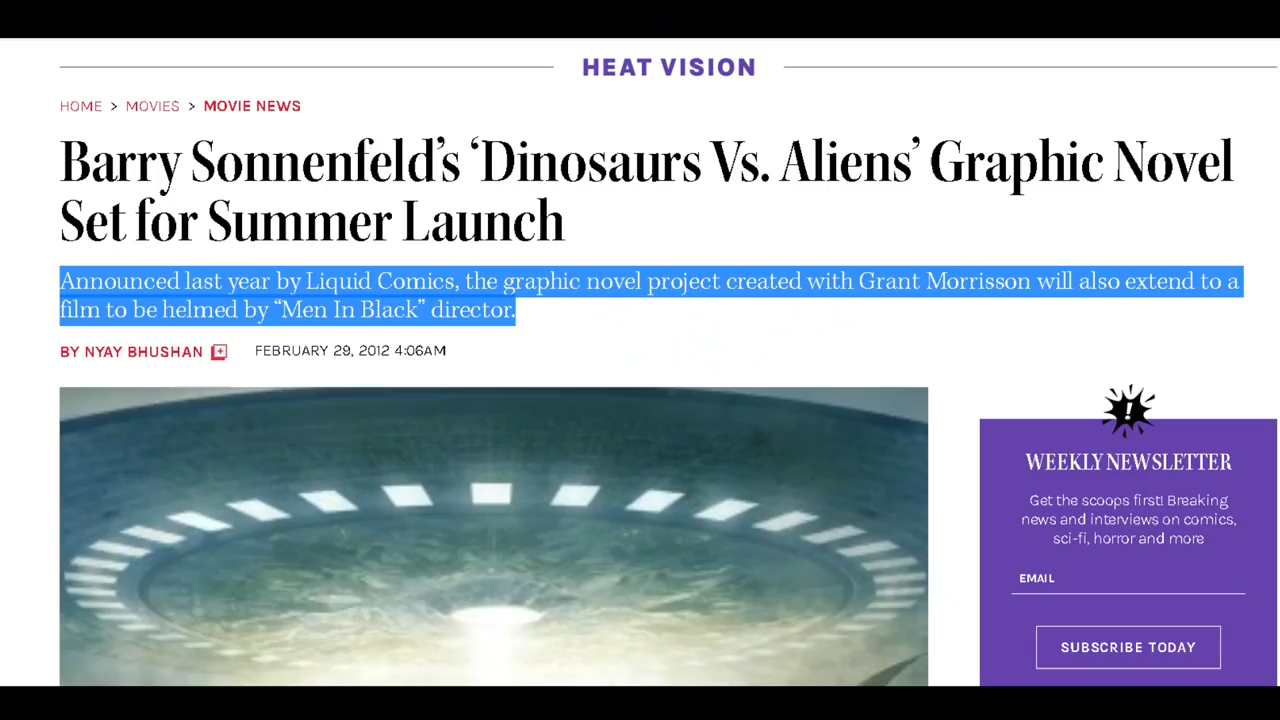 HEAT VISION
HOME > MOVIES > MOVIE NEWS
Barry Sonnenfeld’s ‘Dinosaurs Vs. Aliens’ Graphic Novel
Set for Summer Launch
Announced last year by Liquid Comics, the graphic novel project created with Grant Morrisson will also extend to a
film to be helmed by “Men In Black” director.
BY NYAY BHUSHAN + FEBRUARY 29, 2012 4:06AM
!
WEEKLY NEWSLETTER
Get the scoops first! Breaking
news and interviews on comics,
sci-fi, horror and more
EMAIL
SUBSCRIBE TODAY